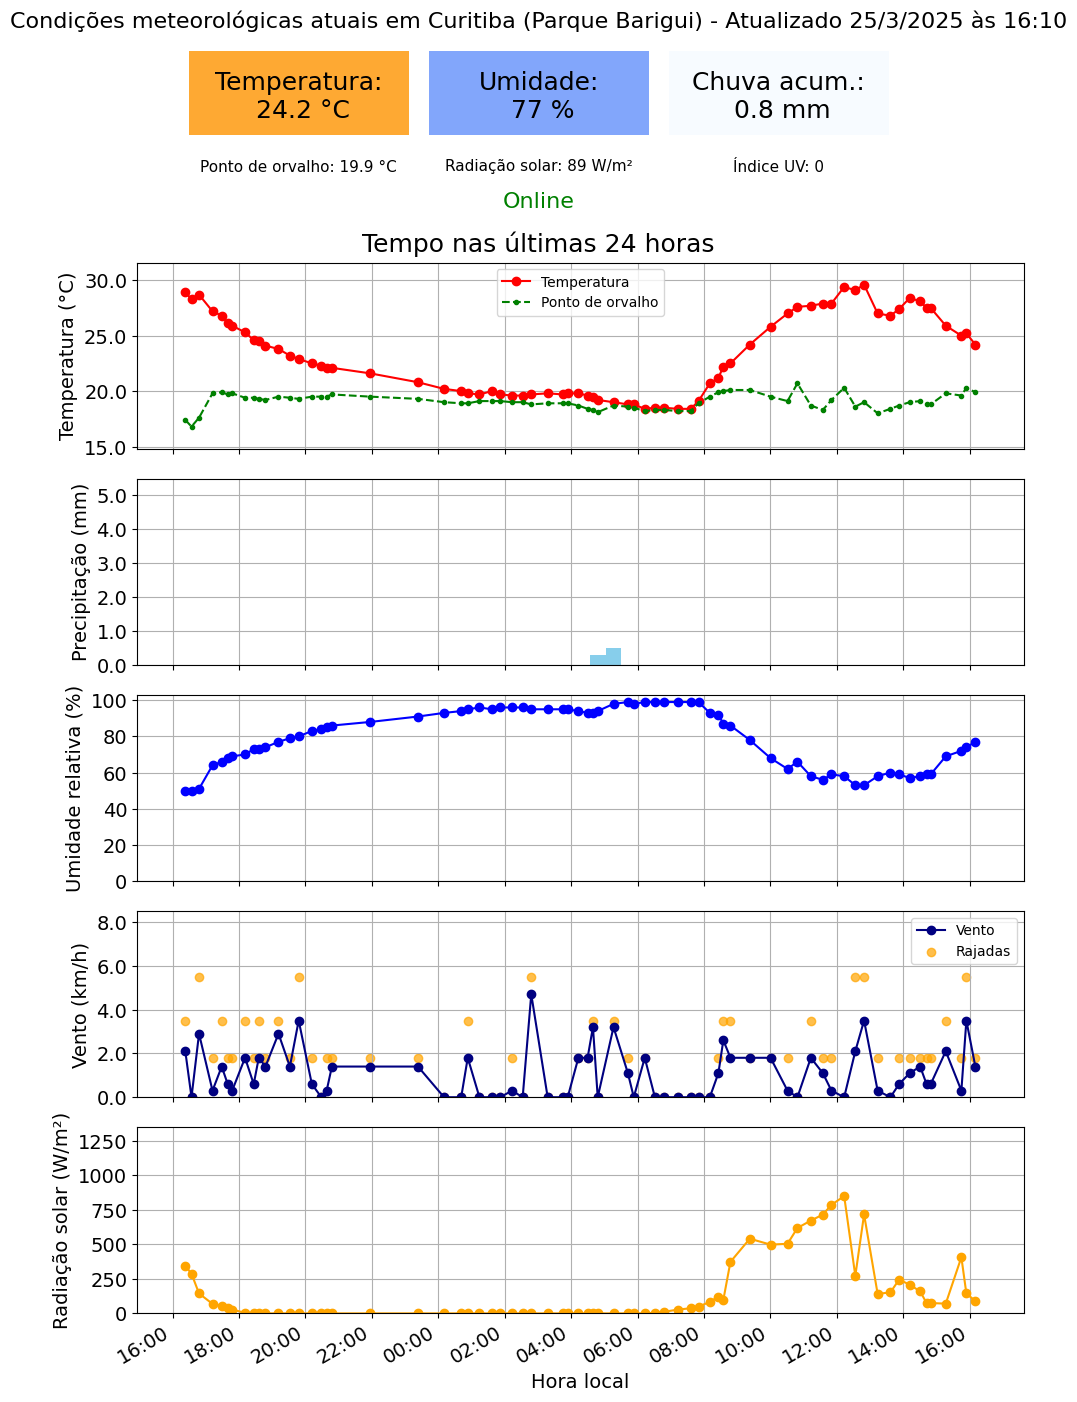 Condições meteorológicas atuais em Curitiba (Parque Barigui) - Atualizado 25/3/2025 às 16:10
Temperatura:
24.2 °C
Umidade:
77 %
Chuva acum.:
0.8 mm
Ponto de orvalho: 19.9 °C
Radiação solar: 89 W/m²
Índice UV: 0
Online
Tempo nas últimas 24 horas
Temperatura (°C)
30.0
25.0
20.0
15.0
Temperatura
Ponto de orvalho
Precipitação (mm)
5.0
4.0
3.0
2.0
1.0
0.0
Umidade relativa (%)
100
80
60
40
20
0
Vento (km/h)
8.0
6.0
4.0
2.0
0.0
Vento
Rajadas
Radiação solar (W/m²)
1250
1000
750
500
250
0
16:00 18:00 20:00 22:00 00:00 02:00 04:00 06:00 08:00 10:00 12:00 14:00 16:00
Hora local